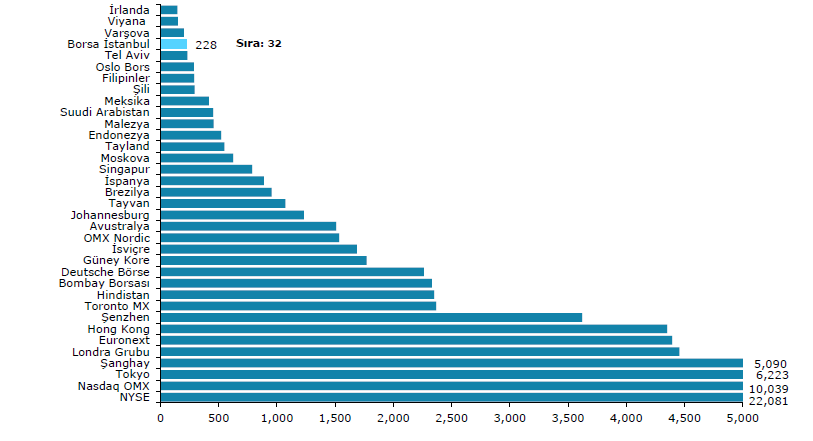 İrlanda
Viyana
Varşova
Borsa İstanbul 228 Sıra: 32
Tel Aviv
Oslo Bors
Filipinler
Şili
Meksika
Suudi Arabistan
Malezya
Endonezya
Tayland
Moskova
Singapur
İspanya
Brezilya
Tayvan
Johannesburg
Avustralya
OMX Nordic
İsviçre
Güney Kore
Deutsche Börse
Bombay Borsası
Hindistan
Toronto MX
Şenzhen
Hong Kong
Euronext
Londra Grubu
Şanghay 5,090
Tokyo 6,223
Nasdaq OMX 10,039
NYSE 22,081
0 500 1,000 1,500 2,000 2,500 3,000 3,500 4,000 4,500 5,000